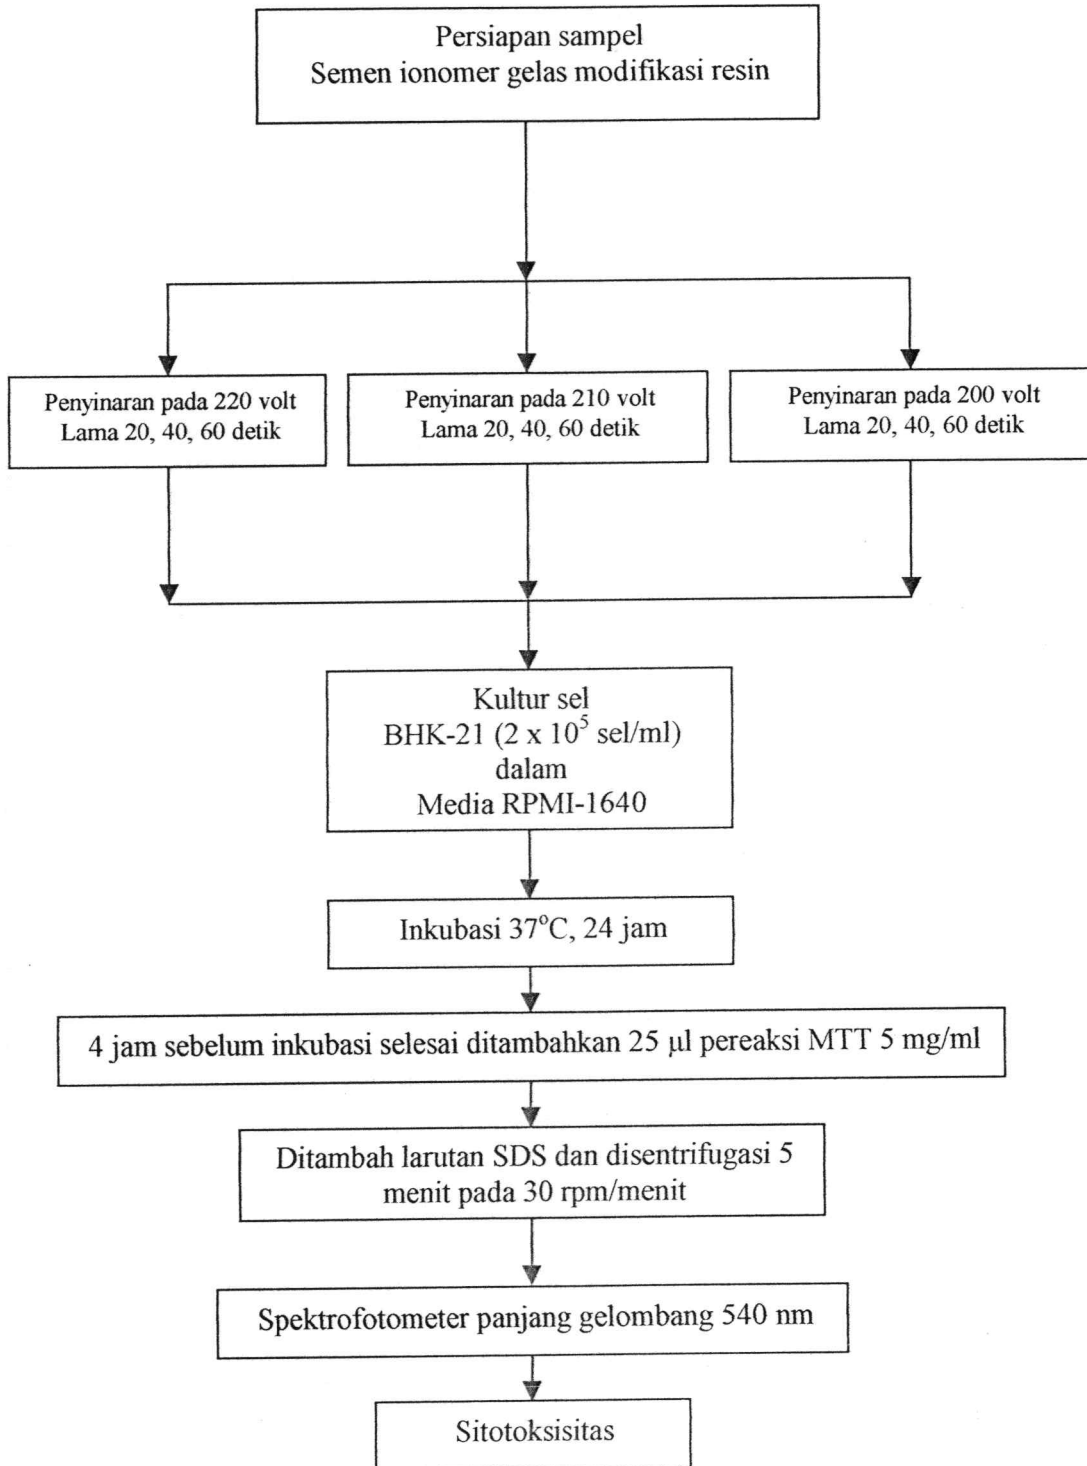 Persiapan sampel
Semen ionomer gelas modifikasi resin
Penyinaran pada 220 volt
Lama 20, 40, 60 detik
Penyinaran pada 210 volt
Lama 20, 40, 60 detik
Penyinaran pada 200 volt
Lama 20, 40, 60 detik
Kultur sel
BHK-21 (2 x 10⁵ sel/ml)
dalam
Media RPMI-1640
Inkubasi 37°C, 24 jam
4 jam sebelum inkubasi selesai ditambahkan 25 µl pereaksi MTT 5 mg/ml
Ditambah larutan SDS dan disentrifugasi 5
menit pada 30 rpm/menit
Spektrofotometer panjang gelombang 540 nm
Sitotoksisitas